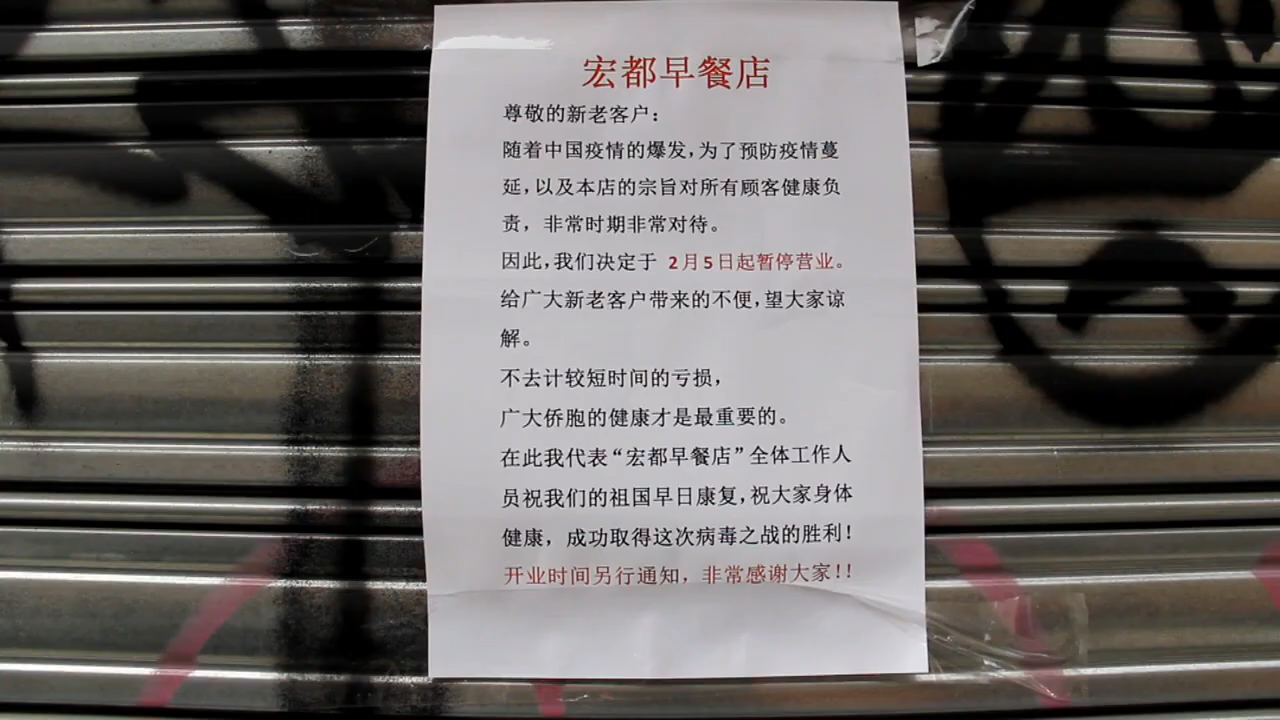 宏都早餐店
尊敬的新老客户：
随着中国疫情的爆发，为了预防疫情蔓
延，以及本店的宗旨对所有顾客健康负
责，非常时期非常对待。
因此，我们决定于 2月5日起暂停营业。
给广大新老客户带来的不便，望大家谅
解。
不去计较短时间的亏损，
广大侨胞的健康才是最重要的。
在此我代表“宏都早餐店”全体工作人
员祝我们的祖国早日康复，祝大家身体
健康，成功取得这次病毒之战的胜利！
开业时间另行通知，非常感谢大家！！